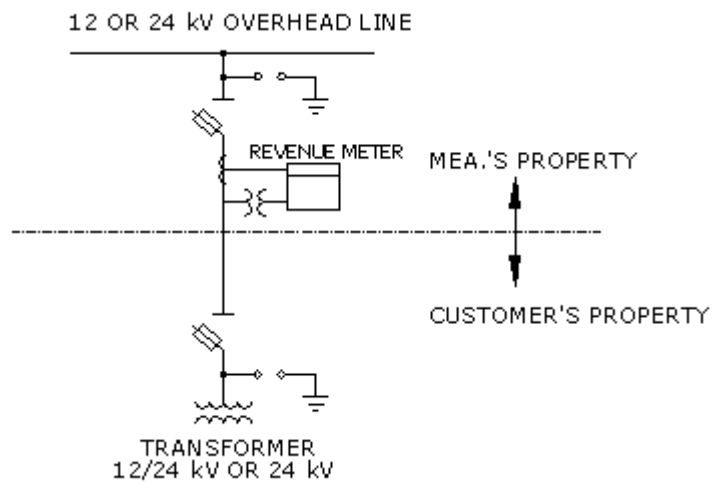 12 OR 24 kV OVERHEAD LINE
REVENUE METER
MEA.'S PROPERTY
CUSTOMER'S PROPERTY
TRANSFORMER
12/24 kV OR 24 kV